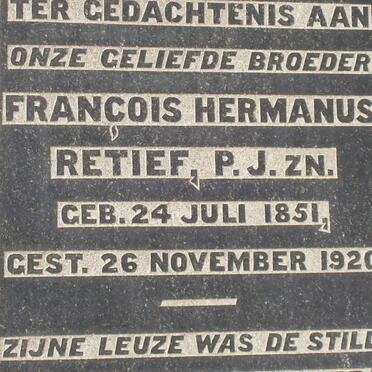 TER GEDACHTENIS AAN
ONZE GELIEFDE BROEDER
FRANÇOIS HERMANUS
RETIEF, P.J. ZN.
GEB. 24 JULI 1851,
GEST. 26 NOVEMBER 1920
ZIJNE LEUZE WAS DE STILL